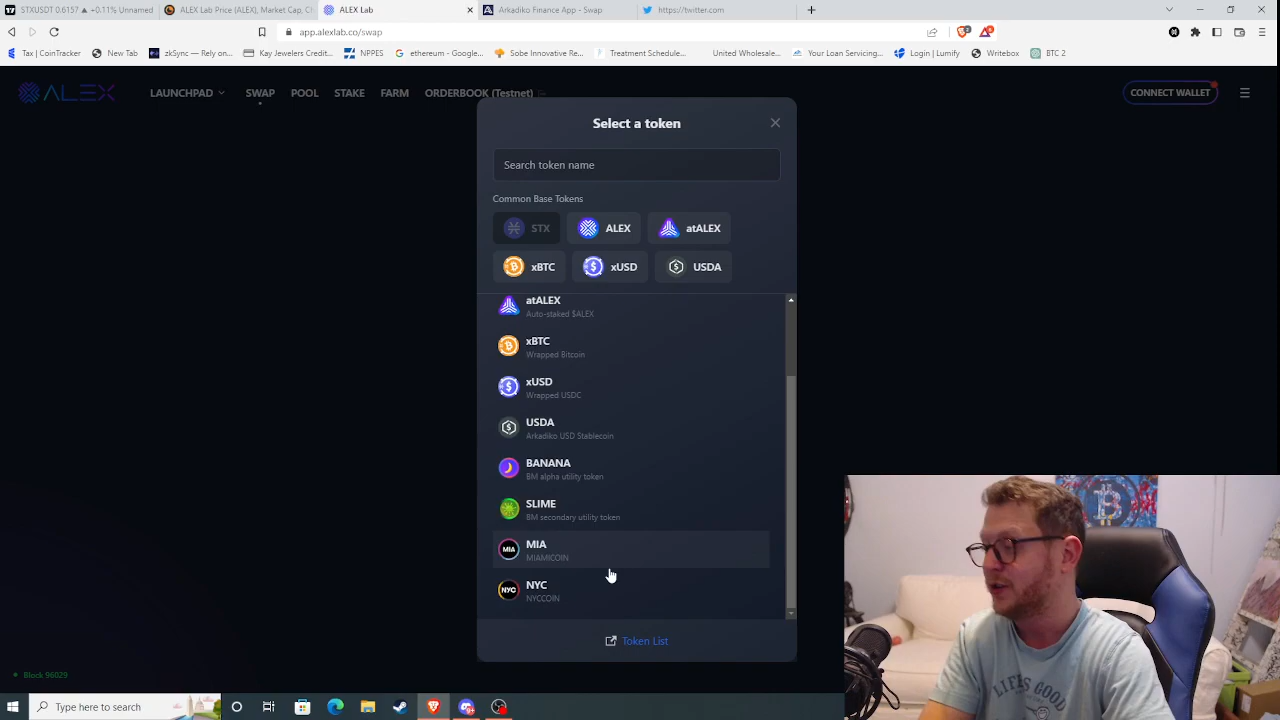 STXUSDT 0.6157 ▲ +11.79% Unnamed
ALEX Lab Price (ALEX), Market Cap, C
ALEX Lab
Arkadiko Finance App - Swap
https://twitter.com
app.alexlab.co/swap
Tax | CoinTracker
New Tab
zkSync — Rely on...
Kay Jewelers Credit...
NPPES
ethereum - Google...
Sobe Innovative Re...
Treatment Schedule...
United Wholesale...
Your Loan Servicing...
Login | Lumify
Writebox
BTC 2
ALEX
LAUNCHPAD
SWAP
POOL
STAKE
FARM
ORDERBOOK (Testnet)
CONNECT WALLET
Select a token
Search token name
Common Base Tokens
STX
ALEX
atALEX
xBTC
xUSD
USDA
atALEX
Auto-staked $ALEX
xBTC
Wrapped Bitcoin
xUSD
Wrapped USDC
USDA
Arkadiko USD Stablecoin
BANANA
BM alpha utility token
SLIME
BM secondary utility token
MIA
MIA
MIAMICOIN
NYC
NYC
NYCCOIN
Token List
Block 96029
LIFE IS GOOD
Type here to search